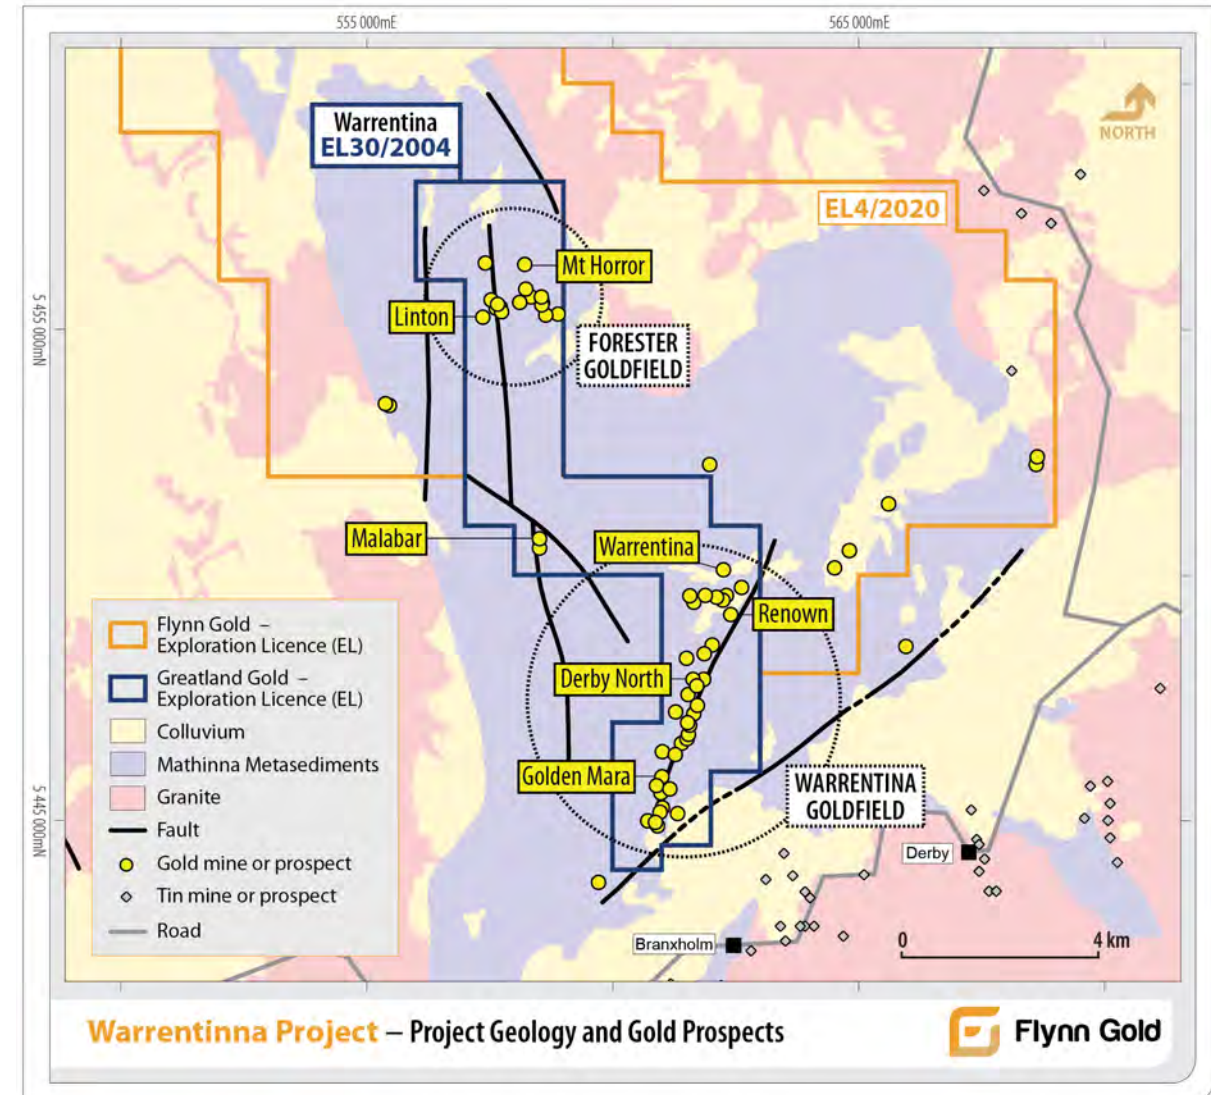 555 000mE
565 000mE
Warrentina
EL30/2004
NORTH
EL4/2020
Mt Horror
5 455 000mN
Linton
FORESTER
GOLDFIELD
Malabar
Warrentina
Renown
Flynn Gold –
Exploration Licence (EL)
Greatland Gold –
Exploration Licence (EL)
Colluvium
Mathinna Metasediments
Granite
Fault
Gold mine or prospect
Tin mine or prospect
Road
Derby North
Golden Mara
WARRENTINA
GOLDFIELD
5 445 000mN
Derby
Branxholm
0 4 km
Warrentinna Project – Project Geology and Gold Prospects
Flynn Gold